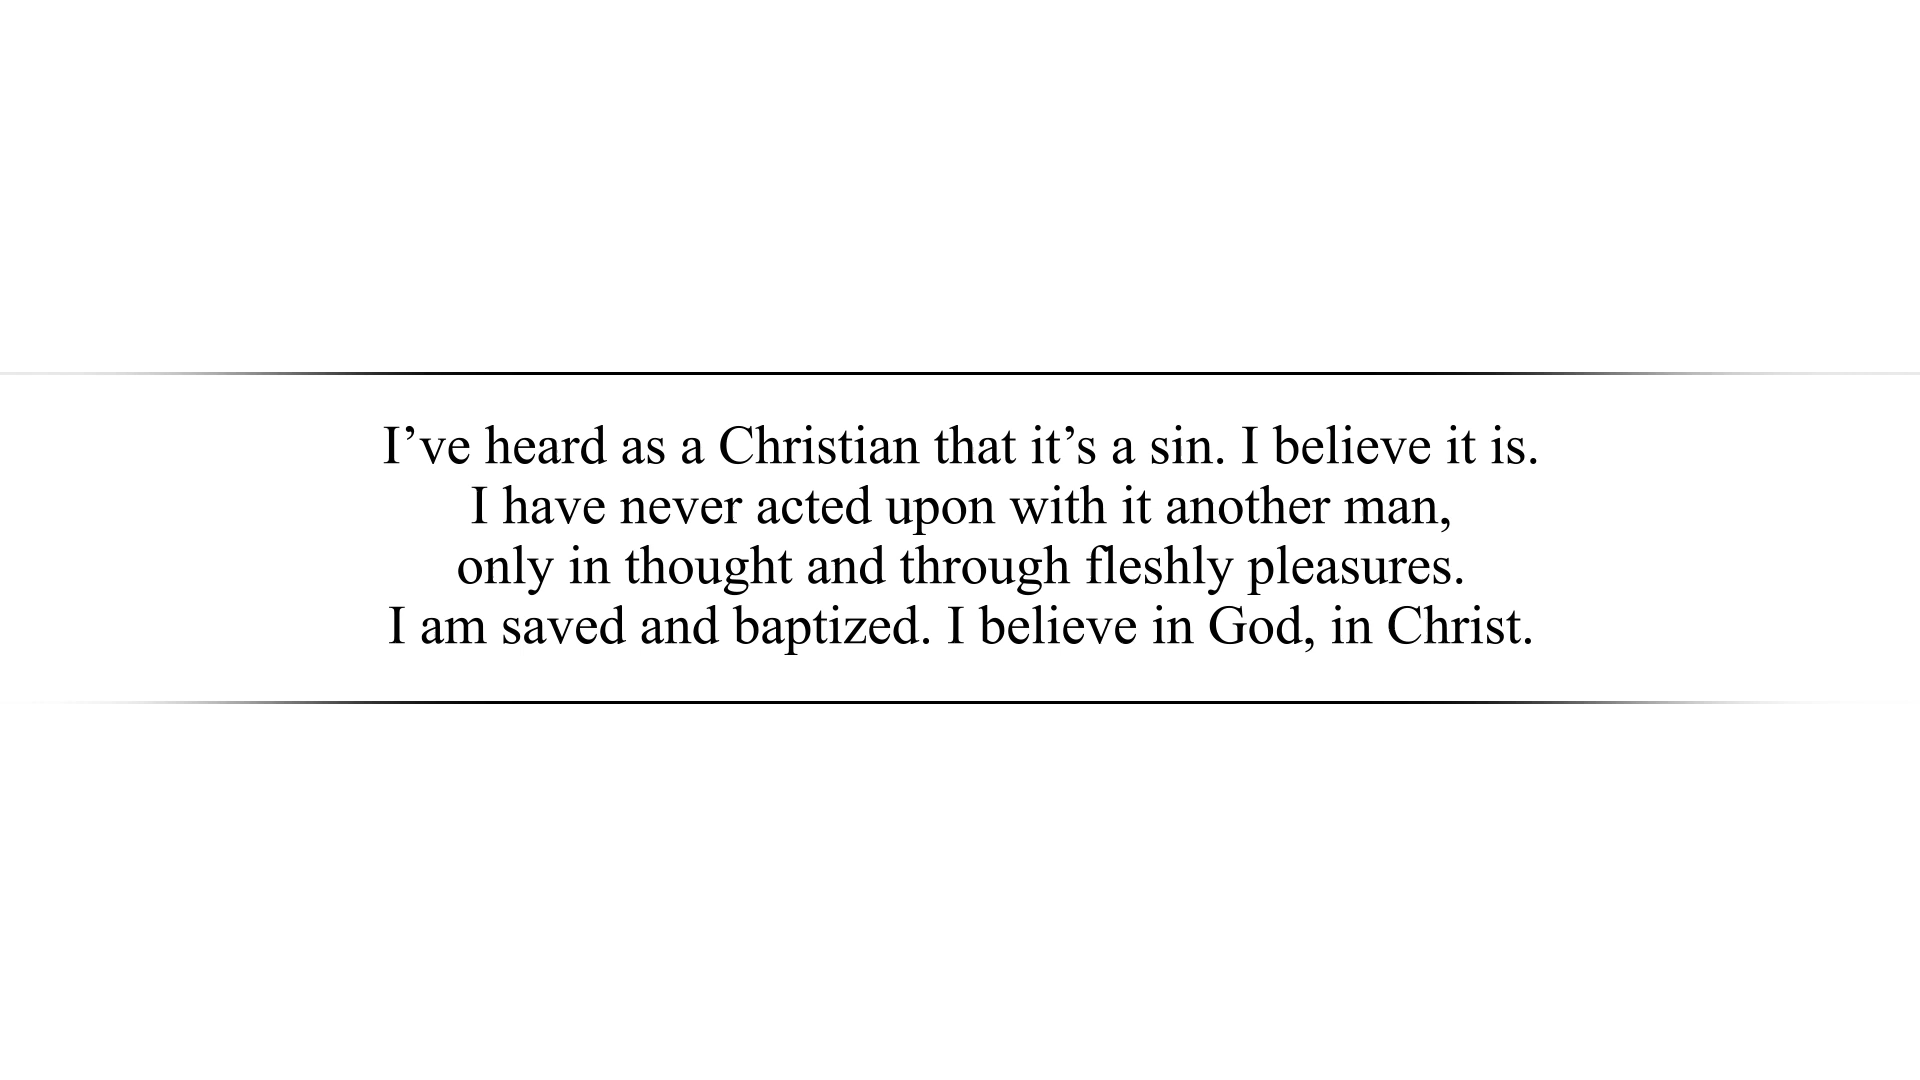 I’ve heard as a Christian that it’s a sin. I believe it is.
I have never acted upon with it another man,
only in thought and through fleshly pleasures.
I am saved and baptized. I believe in God, in Christ.